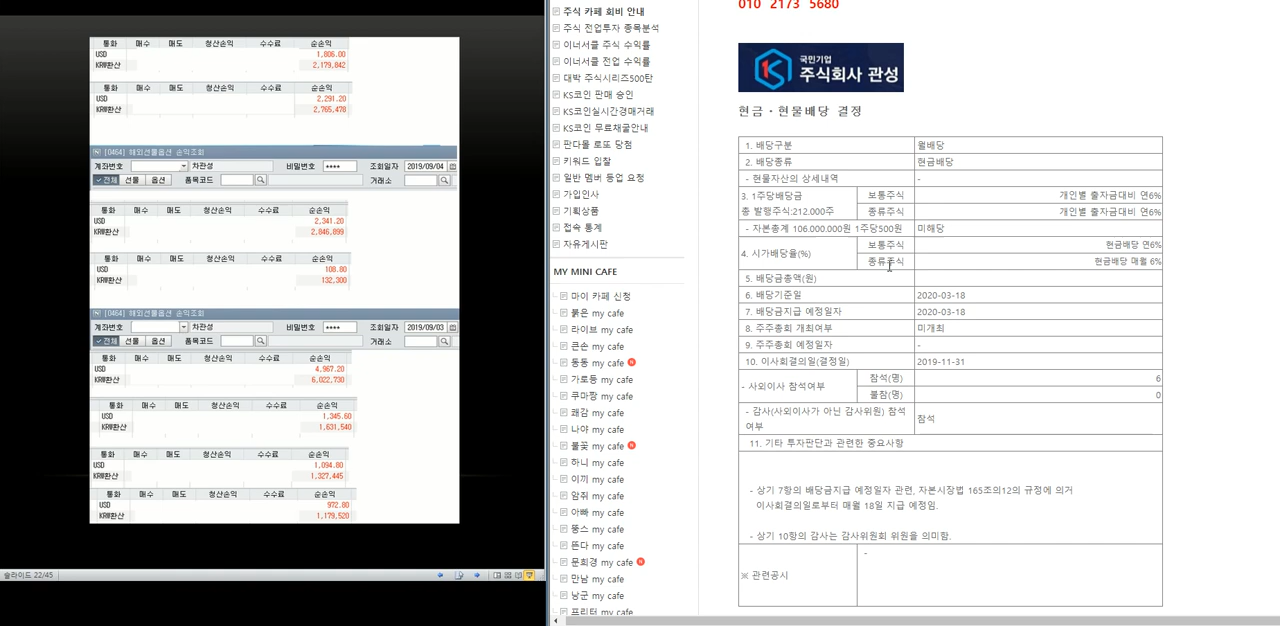 통화 매수 매도 청산손익 수수료 순손익
USD 1,806.00
KRW환산 2,179,842
통화 매수 매도 청산손익 수수료 순손익
USD 2,291.20
KRW환산 2,765,478
[0464] 해외선물옵션 손익조회
계좌번호 차관성 비밀번호 **** 조회일자 2019/09/04
전체 선물 옵션 품목코드 거래소
통화 매수 매도 청산손익 수수료 순손익
USD 2,341.20
KRW환산 2,846,899
통화 매수 매도 청산손익 수수료 순손익
USD 108.80
KRW환산 132,300
[0464] 해외선물옵션 손익조회
계좌번호 차관성 비밀번호 **** 조회일자 2019/09/03
전체 선물 옵션 품목코드 거래소
통화 매수 매도 청산손익 수수료 순손익
USD 4,967.20
KRW환산 6,022,730
통화 매수 매도 청산손익 수수료 순손익
USD 1,345.60
KRW환산 1,631,540
통화 매수 매도 청산손익 수수료 순손익
USD 1,094.80
KRW환산 1,327,445
통화 매수 매도 청산손익 수수료 순손익
USD 972.80
KRW환산 1,179,520
슬라이드 22/45
주식 카페 회비 안내
주식 전업투자 종목분석
이너서클 주식 수익률
이너서클 전업 수익률
대박 주식시리즈500탄
KS코인 판매 승인
KS코인실시간경매거래
KS코인 무료채굴안내
판다몰 로또 당첨
키워드 입찰
일반 멤버 등업 요청
가입인사
기획상품
접속 통계
자유게시판
MY MINI CAFE
마이 카페 신청
붉은 my cafe
라이브 my cafe
큰손 my cafe
동동 my cafe N
가로등 my cafe
쿠마짱 my cafe
쾌감 my cafe
나야 my cafe
불꽃 my cafe N
하니 my cafe
이끼 my cafe
암쥐 my cafe
아빠 my cafe
뚱스 my cafe
뜬다 my cafe
문희경 my cafe N
만남 my cafe
낭군 my cafe
프리터 my cafe
010 2173 5680
국민기업
주식회사 관성
현금・현물배당 결정
1. 배당구분 월배당
2. 배당종류 현금배당
- 현물자산의 상세내역 -
3. 1주당배당금 보통주식 개인별 출자금대비 연6%
총 발행주식:212.000주 종류주식 개인별 출자금대비 연6%
- 자본총계 106.000.000원 1주당500원 미해당
4. 시가배당율(%) 보통주식 현금배당 연6%
종류주식 현금배당 매월 6%
5. 배당금총액(원)
6. 배당기준일 2020-03-18
7. 배당금지급 예정일자 2020-03-18
8. 주주총회 개최여부 미개최
9. 주주총회 예정일자 -
10. 이사회결의일(결정일) 2019-11-31
- 사외이사 참석여부 참석(명) 6
불참(명) 0
- 감사(사외이사가 아닌 감사위원) 참석
여부 참석
11. 기타 투자판단과 관련한 중요사항
- 상기 7항의 배당금지급 예정일자 관련, 자본시장법 165조의12의 규정에 의거
이사회결의일로부터 매월 18일 지급 예정임.
- 상기 10항의 감사는 감사위원회 위원을 의미함.
※ 관련공시 -